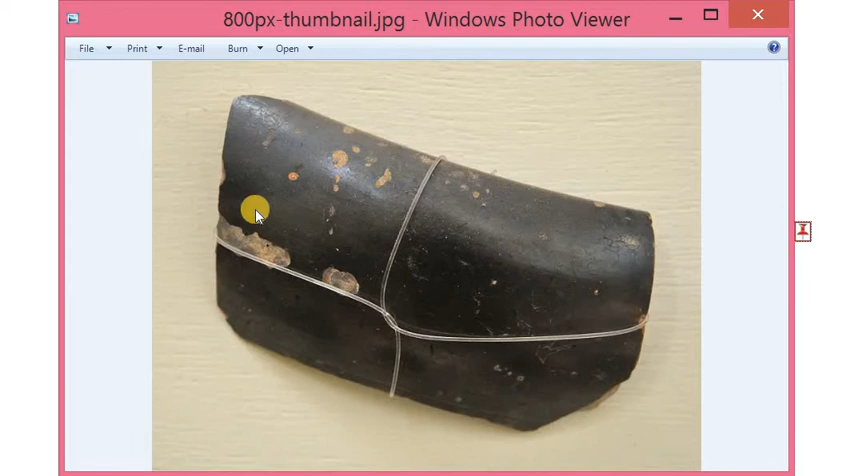 800px-thumbnail.jpg - Windows Photo Viewer
File Print E-mail Burn Open